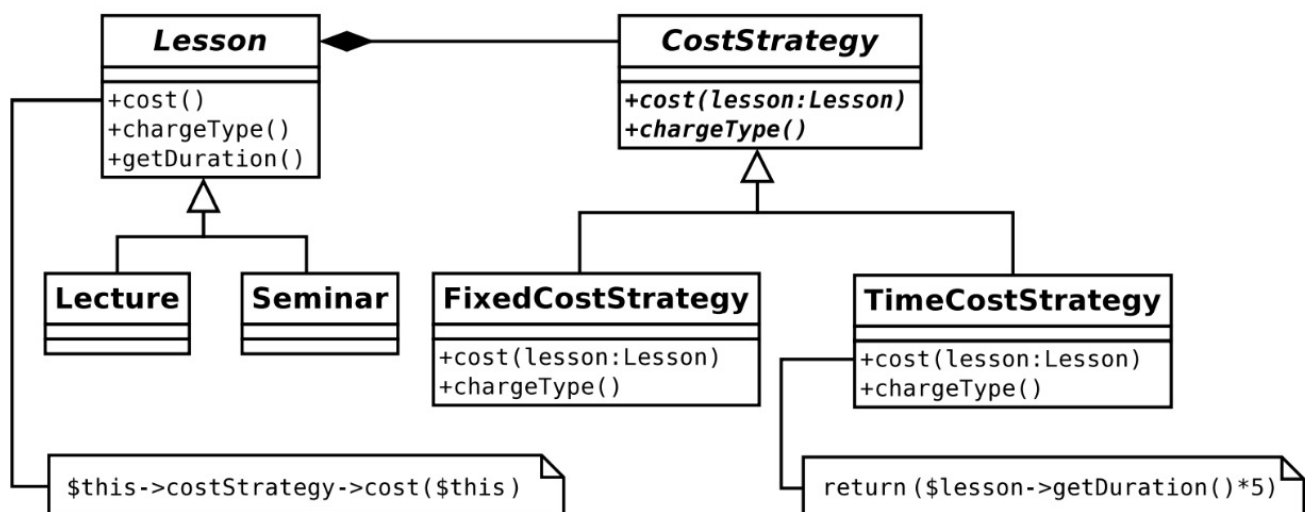 Lesson
+cost()
+chargeType()
+getDuration()
CostStrategy
+cost(lesson:Lesson)
+chargeType()
Lecture
Seminar
FixedCostStrategy
+cost(lesson:Lesson)
+chargeType()
TimeCostStrategy
+cost(lesson:Lesson)
+chargeType()
$this->costStrategy->cost($this)
return($lesson->getDuration()*5)